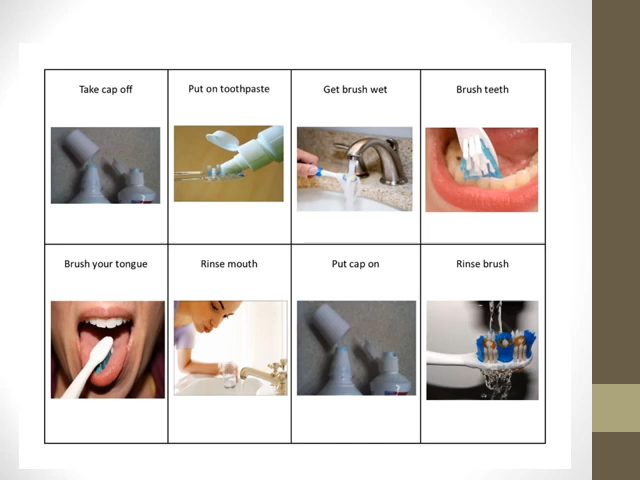 Take cap off
Put on toothpaste
Get brush wet
Brush teeth
Brush your tongue
Rinse mouth
Put cap on
Rinse brush